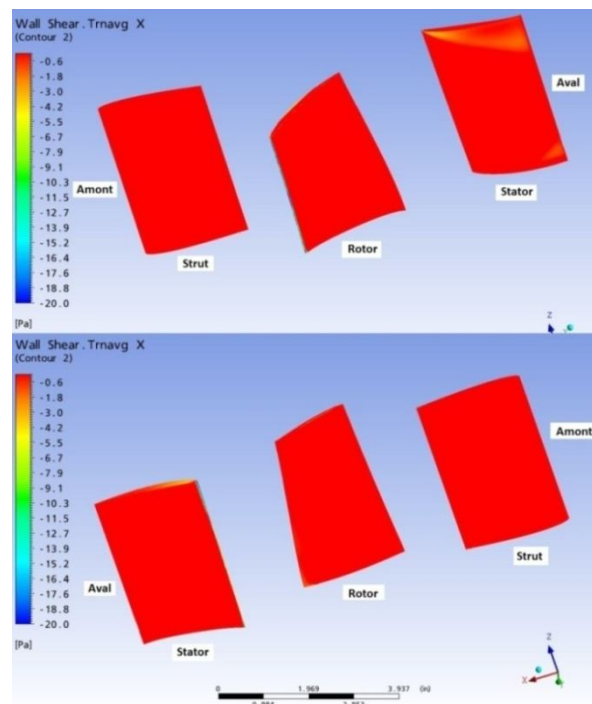 Wall Shear.Trnavg X
(Contour 2)
-0.6
-1.8
-3.0
-4.2
-5.5
-6.7
-7.9
-9.1
-10.3
-11.5
-12.7
-13.9
-15.2
-16.4
-17.6
-18.8
-20.0
[Pa]
Amont
Strut
Rotor
Aval
Stator
Z
Wall Shear.Trnavg X
(Contour 2)
-0.6
-1.8
-3.0
-4.2
-5.5
-6.7
-7.9
-9.1
-10.3
-11.5
-12.7
-13.9
-15.2
-16.4
-17.6
-18.8
-20.0
[Pa]
Aval
Stator
Rotor
Amont
Strut
Z
X
0 1.969 3.937 (in)